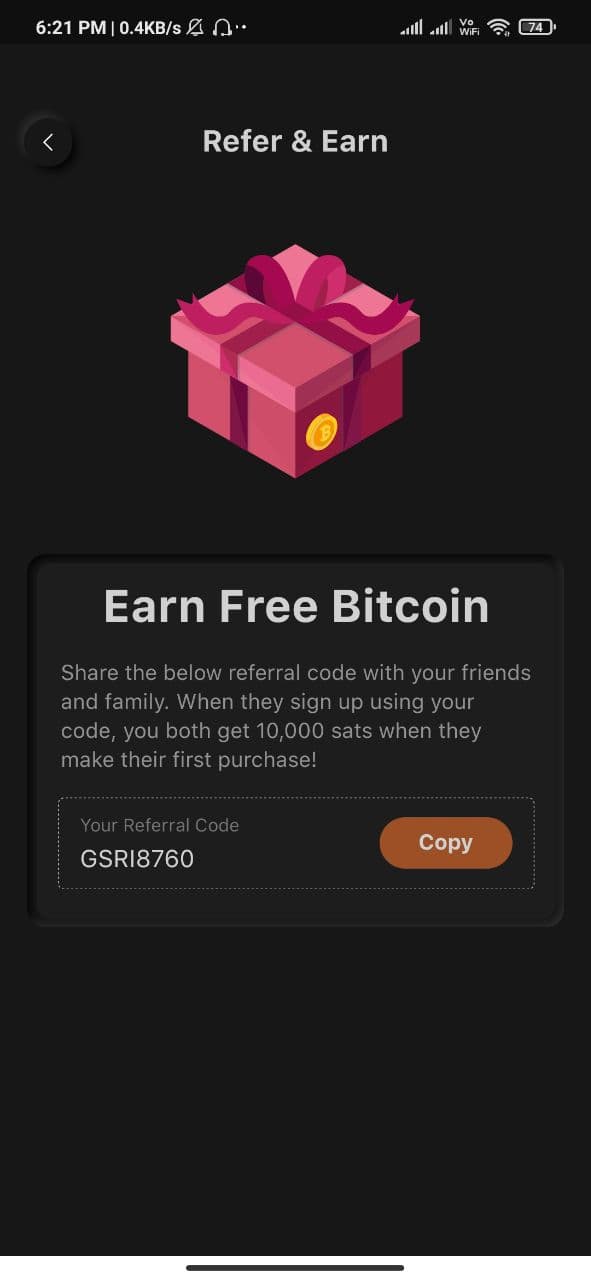 6:21 PM | 0.4KB/s
Vo
WiFi
74
Refer & Earn
Earn Free Bitcoin
Share the below referral code with your friends
and family. When they sign up using your
code, you both get 10,000 sats when they
make their first purchase!
Your Referral Code
GSRI8760
Copy